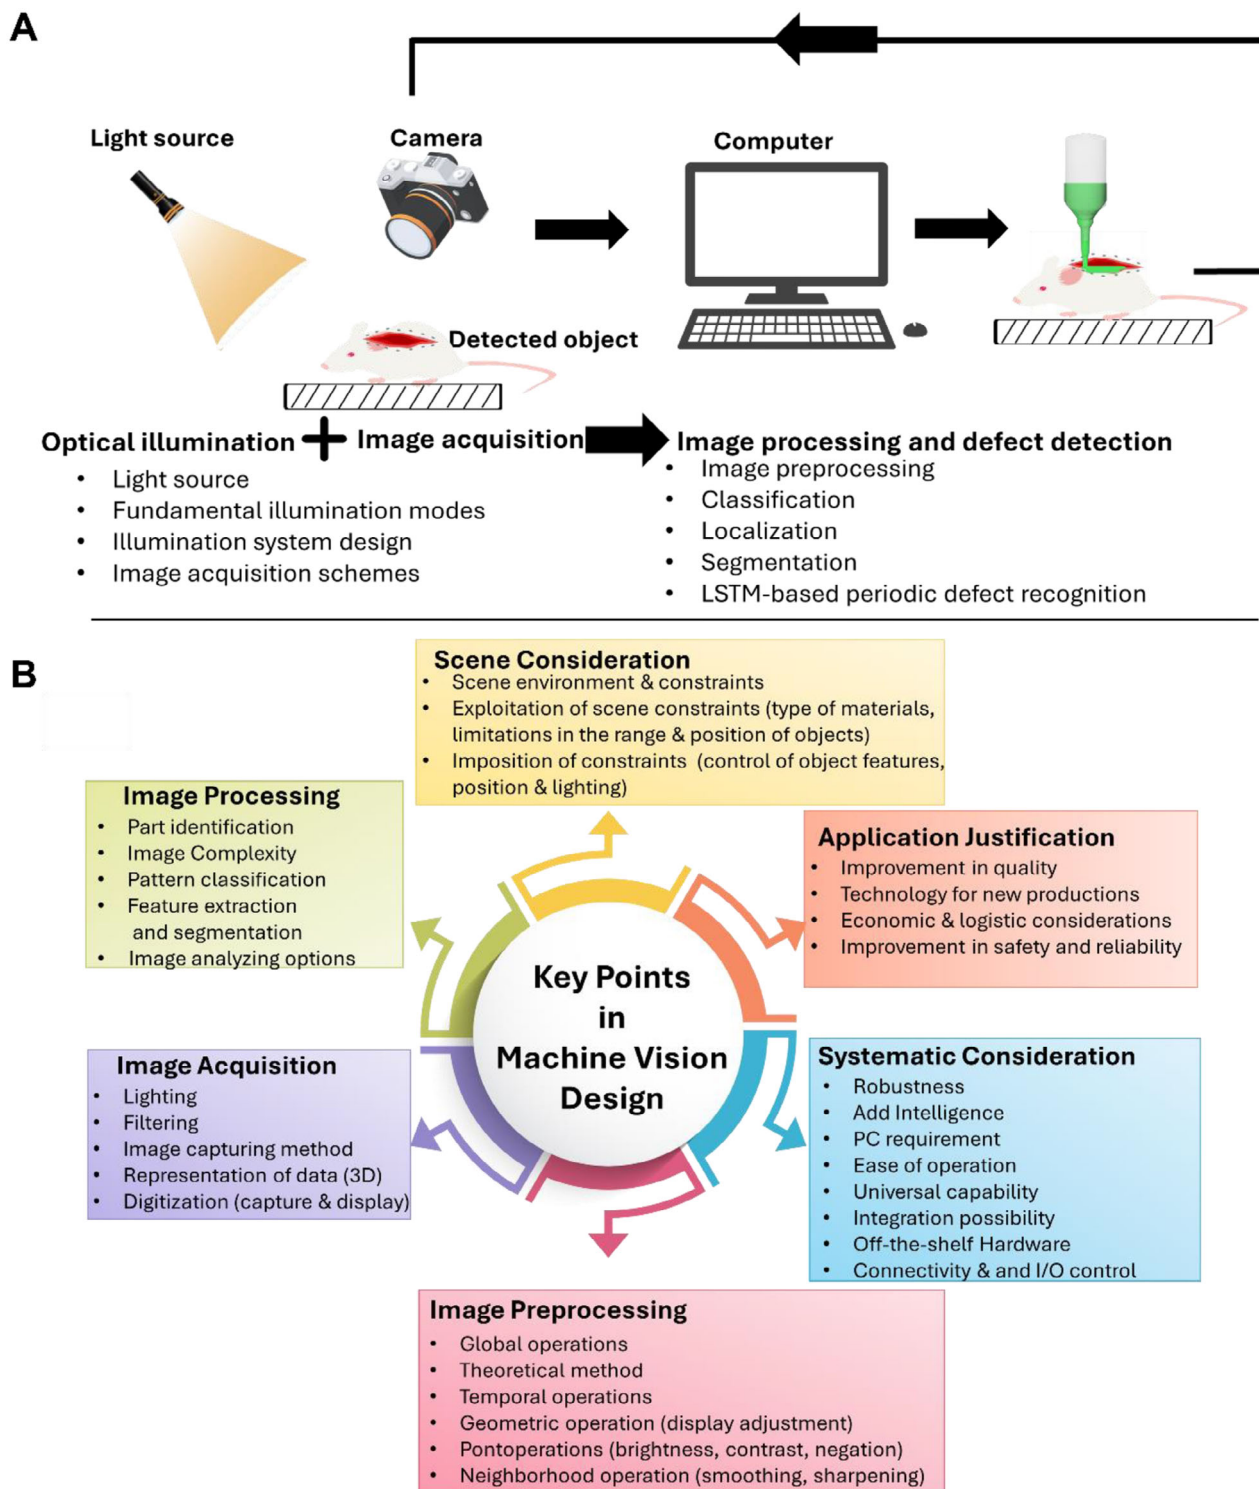 A
Light source
Camera
Computer
Detected object
Optical illumination + Image acquisition
• Light source
• Fundamental illumination modes
• Illumination system design
• Image acquisition schemes
Image processing and defect detection
• Image preprocessing
• Classification
• Localization
• Segmentation
• LSTM-based periodic defect recognition
B
Scene Consideration
• Scene environment & constraints
• Exploitation of scene constraints (type of materials,
limitations in the range & position of objects)
• Imposition of constraints (control of object features,
position & lighting)
Image Processing
• Part identification
• Image Complexity
• Pattern classification
• Feature extraction
and segmentation
• Image analyzing options
Application Justification
• Improvement in quality
• Technology for new productions
• Economic & logistic considerations
• Improvement in safety and reliability
Key Points
in
Machine Vision
Design
Image Acquisition
• Lighting
• Filtering
• Image capturing method
• Representation of data (3D)
• Digitization (capture & display)
Systematic Consideration
• Robustness
• Add Intelligence
• PC requirement
• Ease of operation
• Universal capability
• Integration possibility
• Off-the-shelf Hardware
• Connectivity & and I/O control
Image Preprocessing
• Global operations
• Theoretical method
• Temporal operations
• Geometric operation (display adjustment)
• Pontoperations (brightness, contrast, negation)
• Neighborhood operation (smoothing, sharpening)